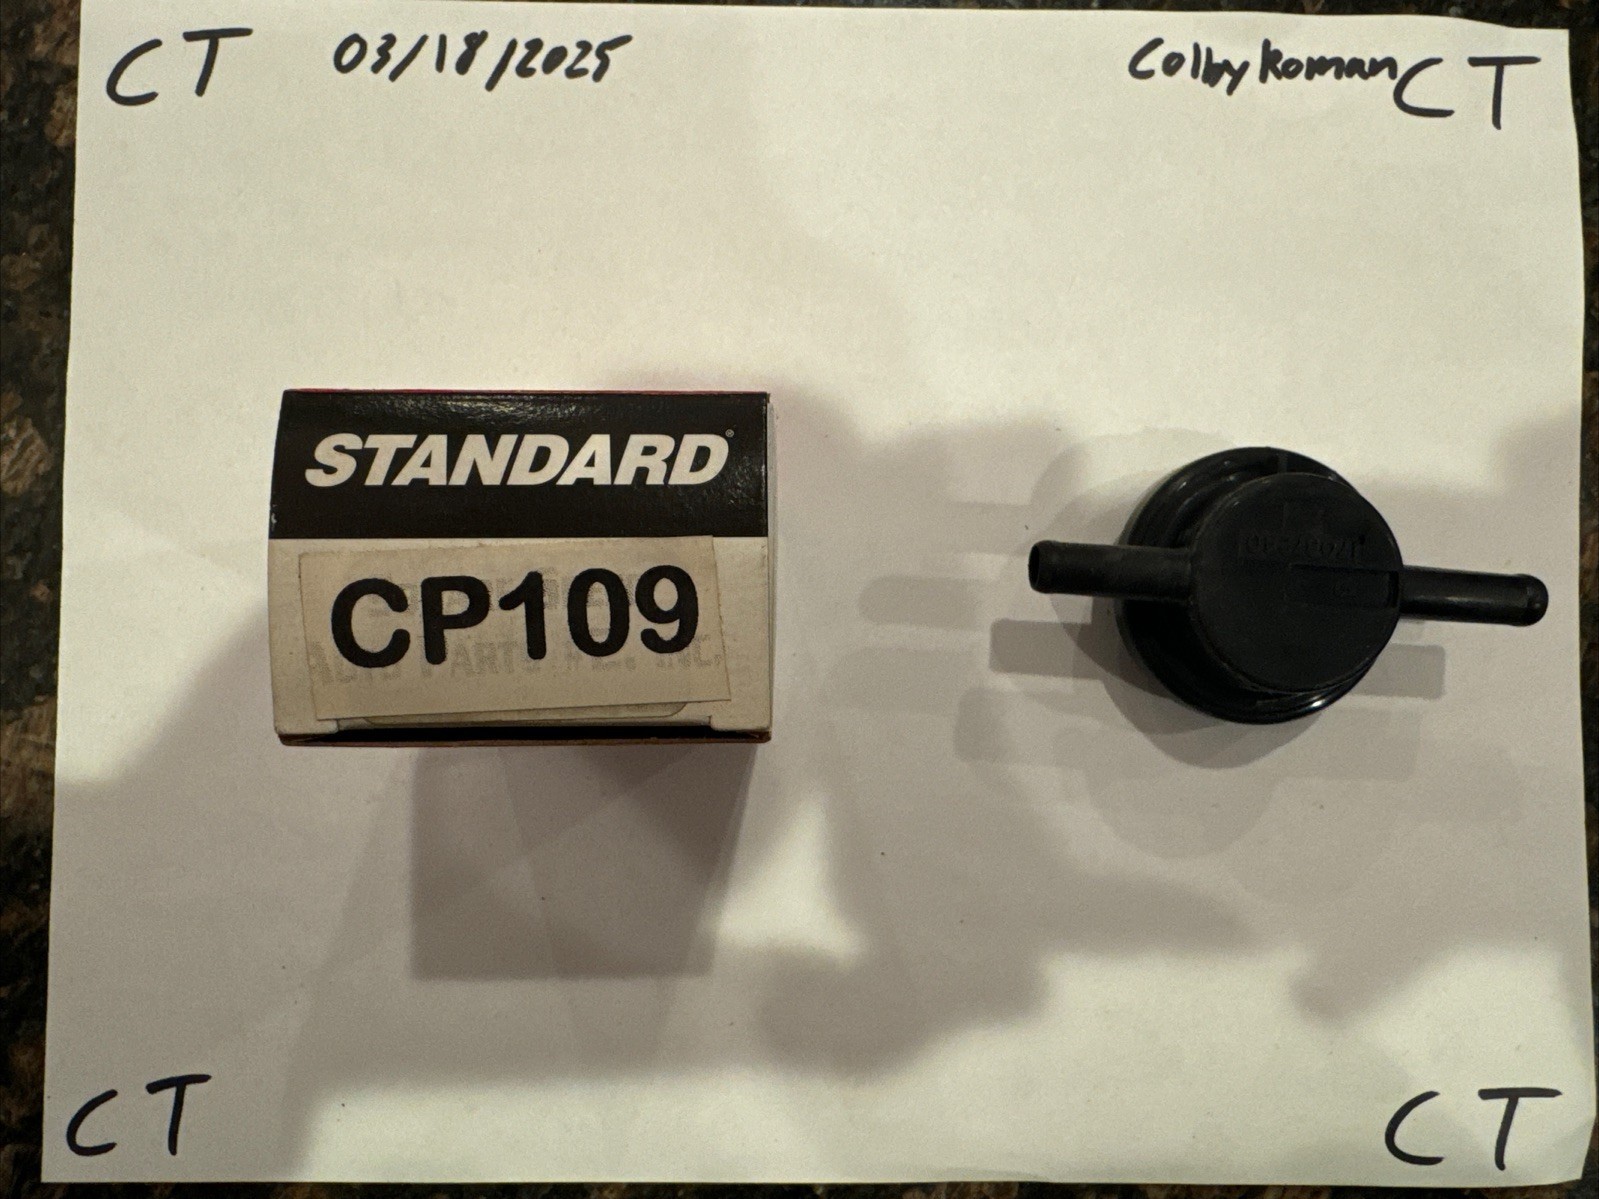 CT 03/18/2025 Colby Roman CT
STANDARD®
CP109
CT CT